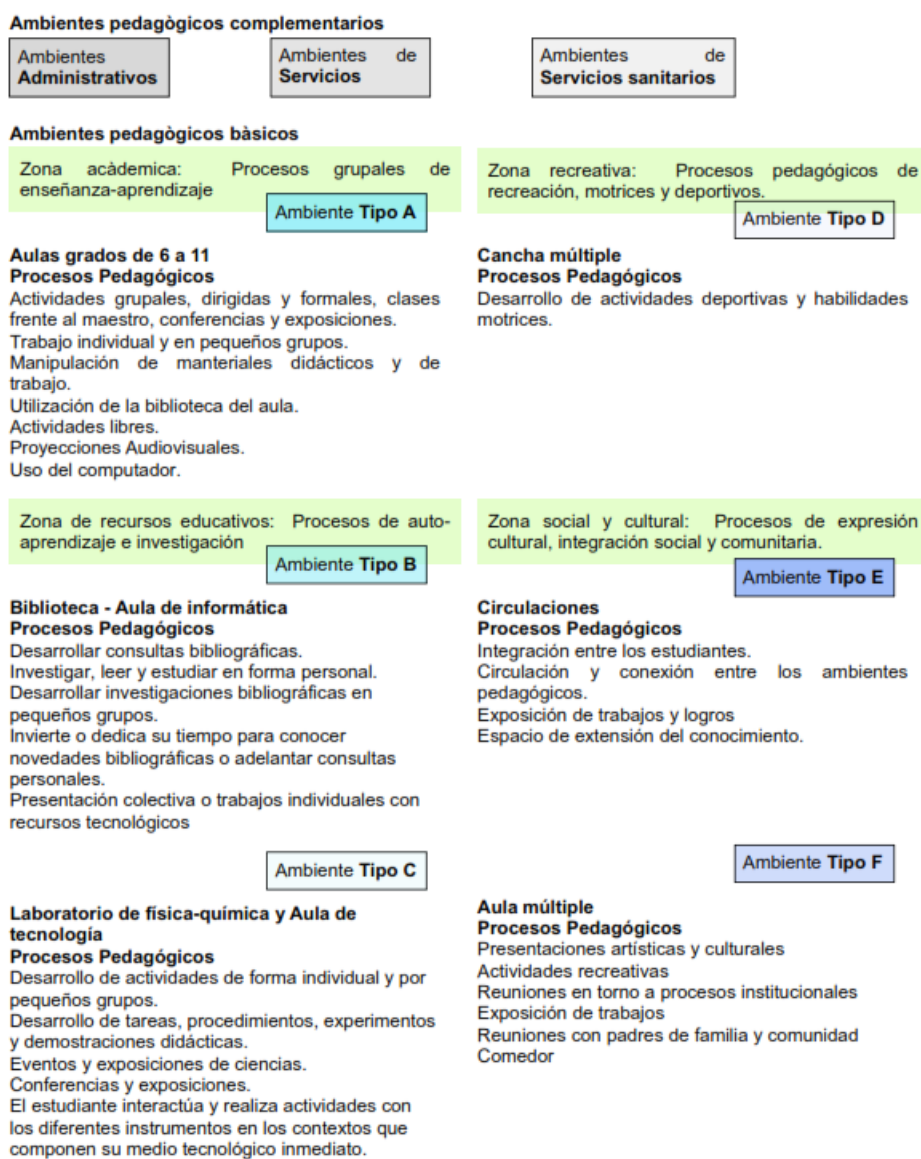 Ambientes pedagògicos complementarios
Ambientes
Administrativos
Ambientes de
Servicios
Ambientes de
Servicios sanitarios
Ambientes pedagògicos bàsicos
Zona acàdemica: Procesos grupales de
enseñanza-aprendizaje
Ambiente Tipo A
Aulas grados de 6 a 11
Procesos Pedagógicos
Actividades grupales, dirigidas y formales, clases
frente al maestro, conferencias y exposiciones.
Trabajo individual y en pequeños grupos.
Manipulación de manteriales didácticos y de
trabajo.
Utilización de la biblioteca del aula.
Actividades libres.
Proyecciones Audiovisuales.
Uso del computador.
Zona recreativa: Procesos pedagógicos de
recreación, motrices y deportivos.
Ambiente Tipo D
Cancha múltiple
Procesos Pedagógicos
Desarrollo de actividades deportivas y habilidades
motrices.
Zona de recursos educativos: Procesos de auto-
aprendizaje e investigación
Ambiente Tipo B
Biblioteca - Aula de informática
Procesos Pedagógicos
Desarrollar consultas bibliográficas.
Investigar, leer y estudiar en forma personal.
Desarrollar investigaciones bibliográficas en
pequeños grupos.
Invierte o dedica su tiempo para conocer
novedades bibliográficas o adelantar consultas
personales.
Presentación colectiva o trabajos individuales con
recursos tecnológicos
Zona social y cultural: Procesos de expresión
cultural, integración social y comunitaria.
Ambiente Tipo E
Circulaciones
Procesos Pedagógicos
Integración entre los estudiantes.
Circulación y conexión entre los ambientes
pedagógicos.
Exposición de trabajos y logros
Espacio de extensión del conocimiento.
Ambiente Tipo C
Laboratorio de física-química y Aula de
tecnología
Procesos Pedagógicos
Desarrollo de actividades de forma individual y por
pequeños grupos.
Desarrollo de tareas, procedimientos, experimentos
y demostraciones didácticas.
Eventos y exposiciones de ciencias.
Conferencias y exposiciones.
El estudiante interactúa y realiza actividades con
los diferentes instrumentos en los contextos que
componen su medio tecnológico inmediato.
Ambiente Tipo F
Aula múltiple
Procesos Pedagógicos
Presentaciones artísticas y culturales
Actividades recreativas
Reuniones en torno a procesos institucionales
Exposición de trabajos
Reuniones con padres de familia y comunidad
Comedor